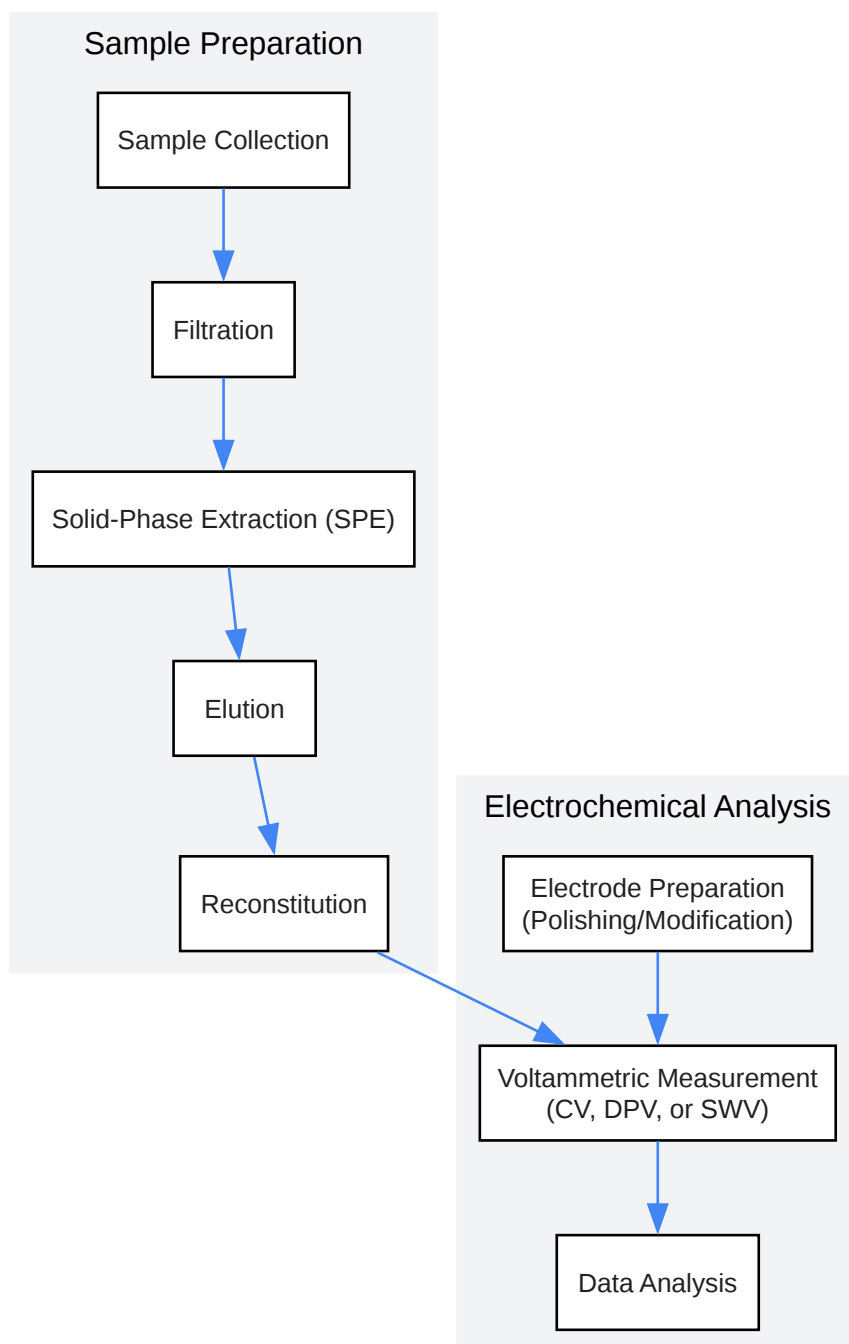 Sample Preparation
Sample Collection
Filtration
Solid-Phase Extraction (SPE)
Elution
Reconstitution
Electrochemical Analysis
Electrode Preparation
(Polishing/Modification)
Voltammetric Measurement
(CV, DPV, or SWV)
Data Analysis